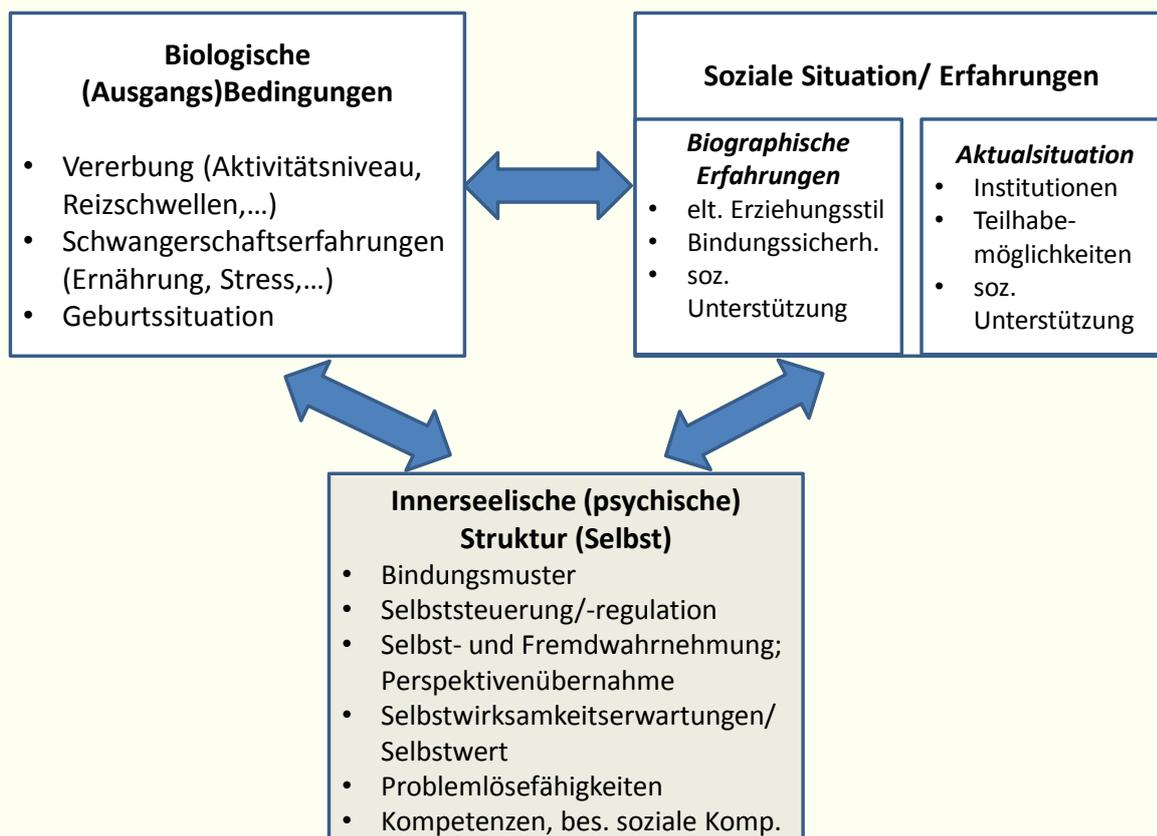 Biologische
(Ausgangs)Bedingungen
• Vererbung (Aktivitätsniveau,
Reizschwellen,…)
• Schwangerschaftserfahrungen
(Ernährung, Stress,…)
• Geburtssituation
Soziale Situation/ Erfahrungen
Biographische
Erfahrungen
• elt. Erziehungsstil
• Bindungssicherh.
• soz.
Unterstützung
Aktualsituation
• Institutionen
• Teilhabe-
möglichkeiten
• soz.
Unterstützung
Innerseelische (psychische)
Struktur (Selbst)
• Bindungsmuster
• Selbststeuerung/-regulation
• Selbst- und Fremdwahrnehmung;
Perspektivenübernahme
• Selbstwirksamkeitserwartungen/
Selbstwert
• Problemlösefähigkeiten
• Kompetenzen, bes. soziale Komp.